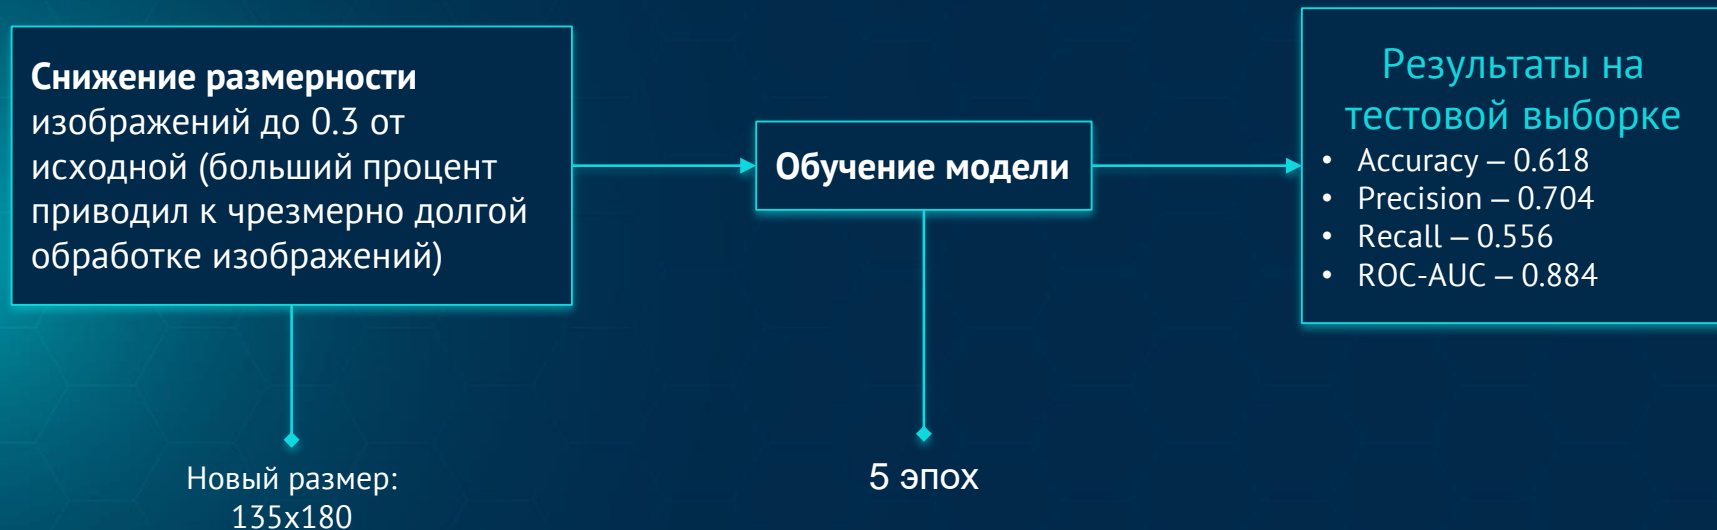 Снижение размерности
изображений до 0.3 от
исходной (больший процент
приводил к чрезмерно долгой
обработке изображений)
Новый размер:
135x180
Обучение модели
5 эпох
Результаты на
тестовой выборке
• Accuracy – 0.618
• Precision – 0.704
• Recall – 0.556
• ROC-AUC – 0.884